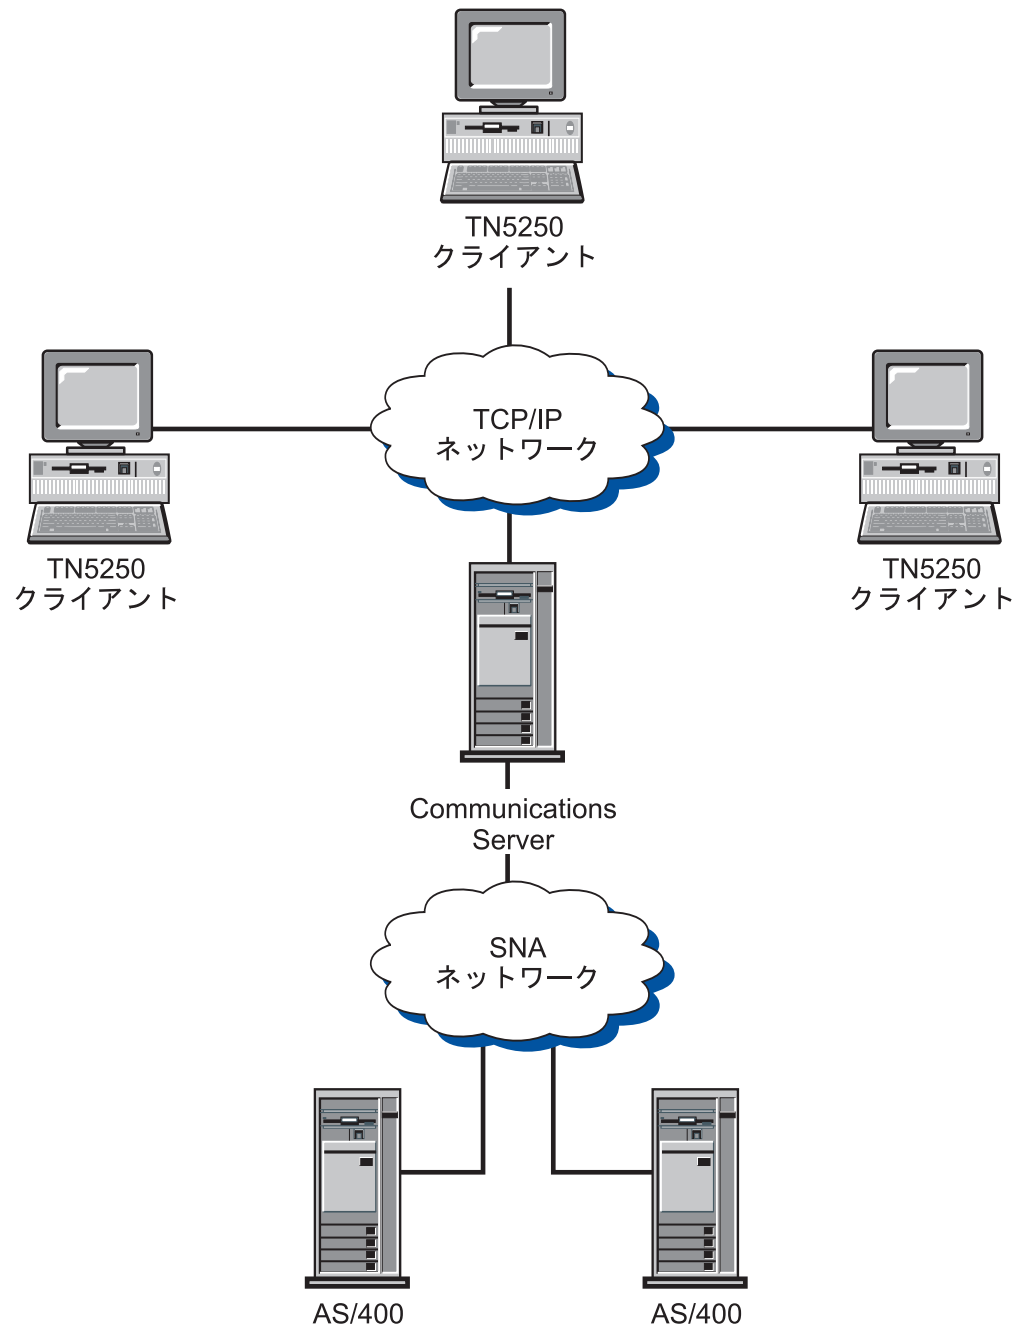 TN5250
クライアント
TCP/IP
ネットワーク
TN5250
クライアント
TN5250
クライアント
Communications
Server
SNA
ネットワーク
AS/400
AS/400